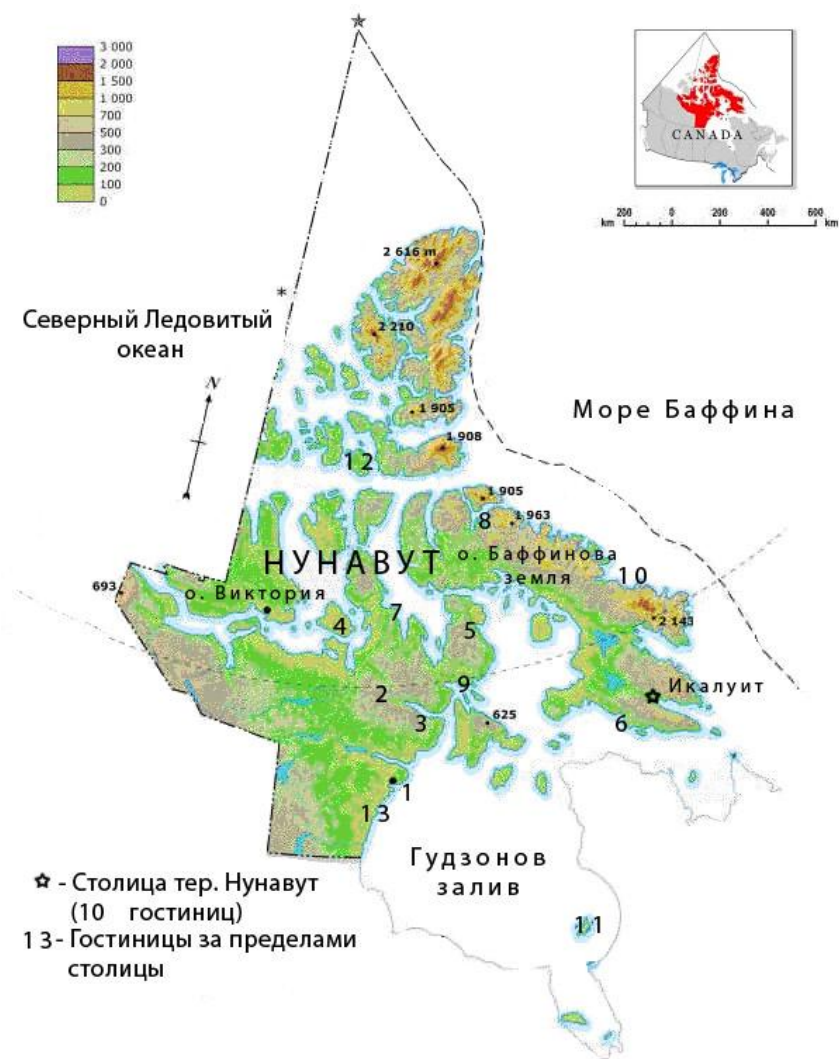 3 000
2 000
1 500
1 000
700
500
300
200
100
0
CANADA
200 0 200 400 600
km km
2 616 m
Северный Ледовитый
океан
2 210
N
Море Баффина
1 905
1 908
12
1 905
8
1 963
НУНАВУТ
о. Баффинова
земля
10
693
о. Виктория
4
7
5
2 143
2
9
Икалуит
3
625
6
1
13
Гудзонов
залив
- Столица тер. Нунавут
(10 гостиниц)
11
13- Гостиницы за пределами
столицы